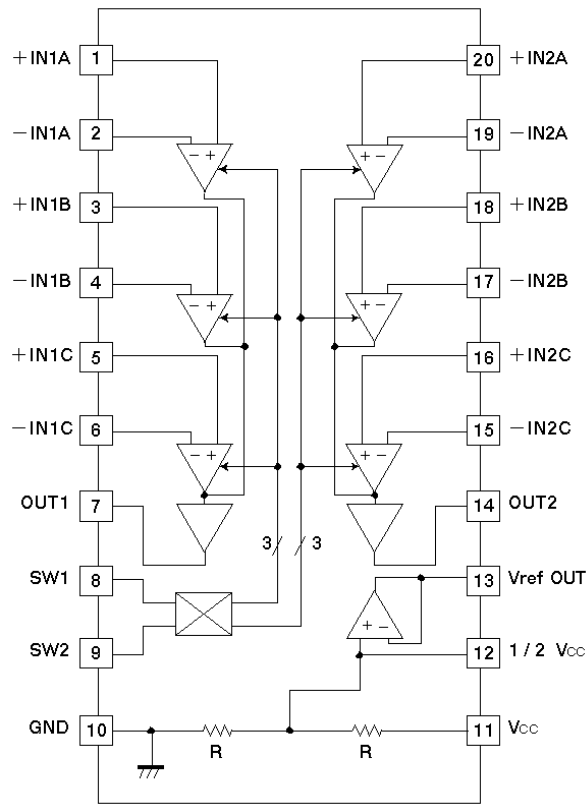 +IN1A 1 20 +IN2A
−IN1A 2 19 −IN2A
− + + −
+IN1B 3 18 +IN2B
−IN1B 4 17 −IN2B
− + + −
+IN1C 5 16 +IN2C
−IN1C 6 15 −IN2C
− + + −
OUT1 7 14 OUT2
3 3
SW1 8 13 Vref OUT
+ −
SW2 9 12 1 / 2 Vcc
GND 10 11 Vcc
R R